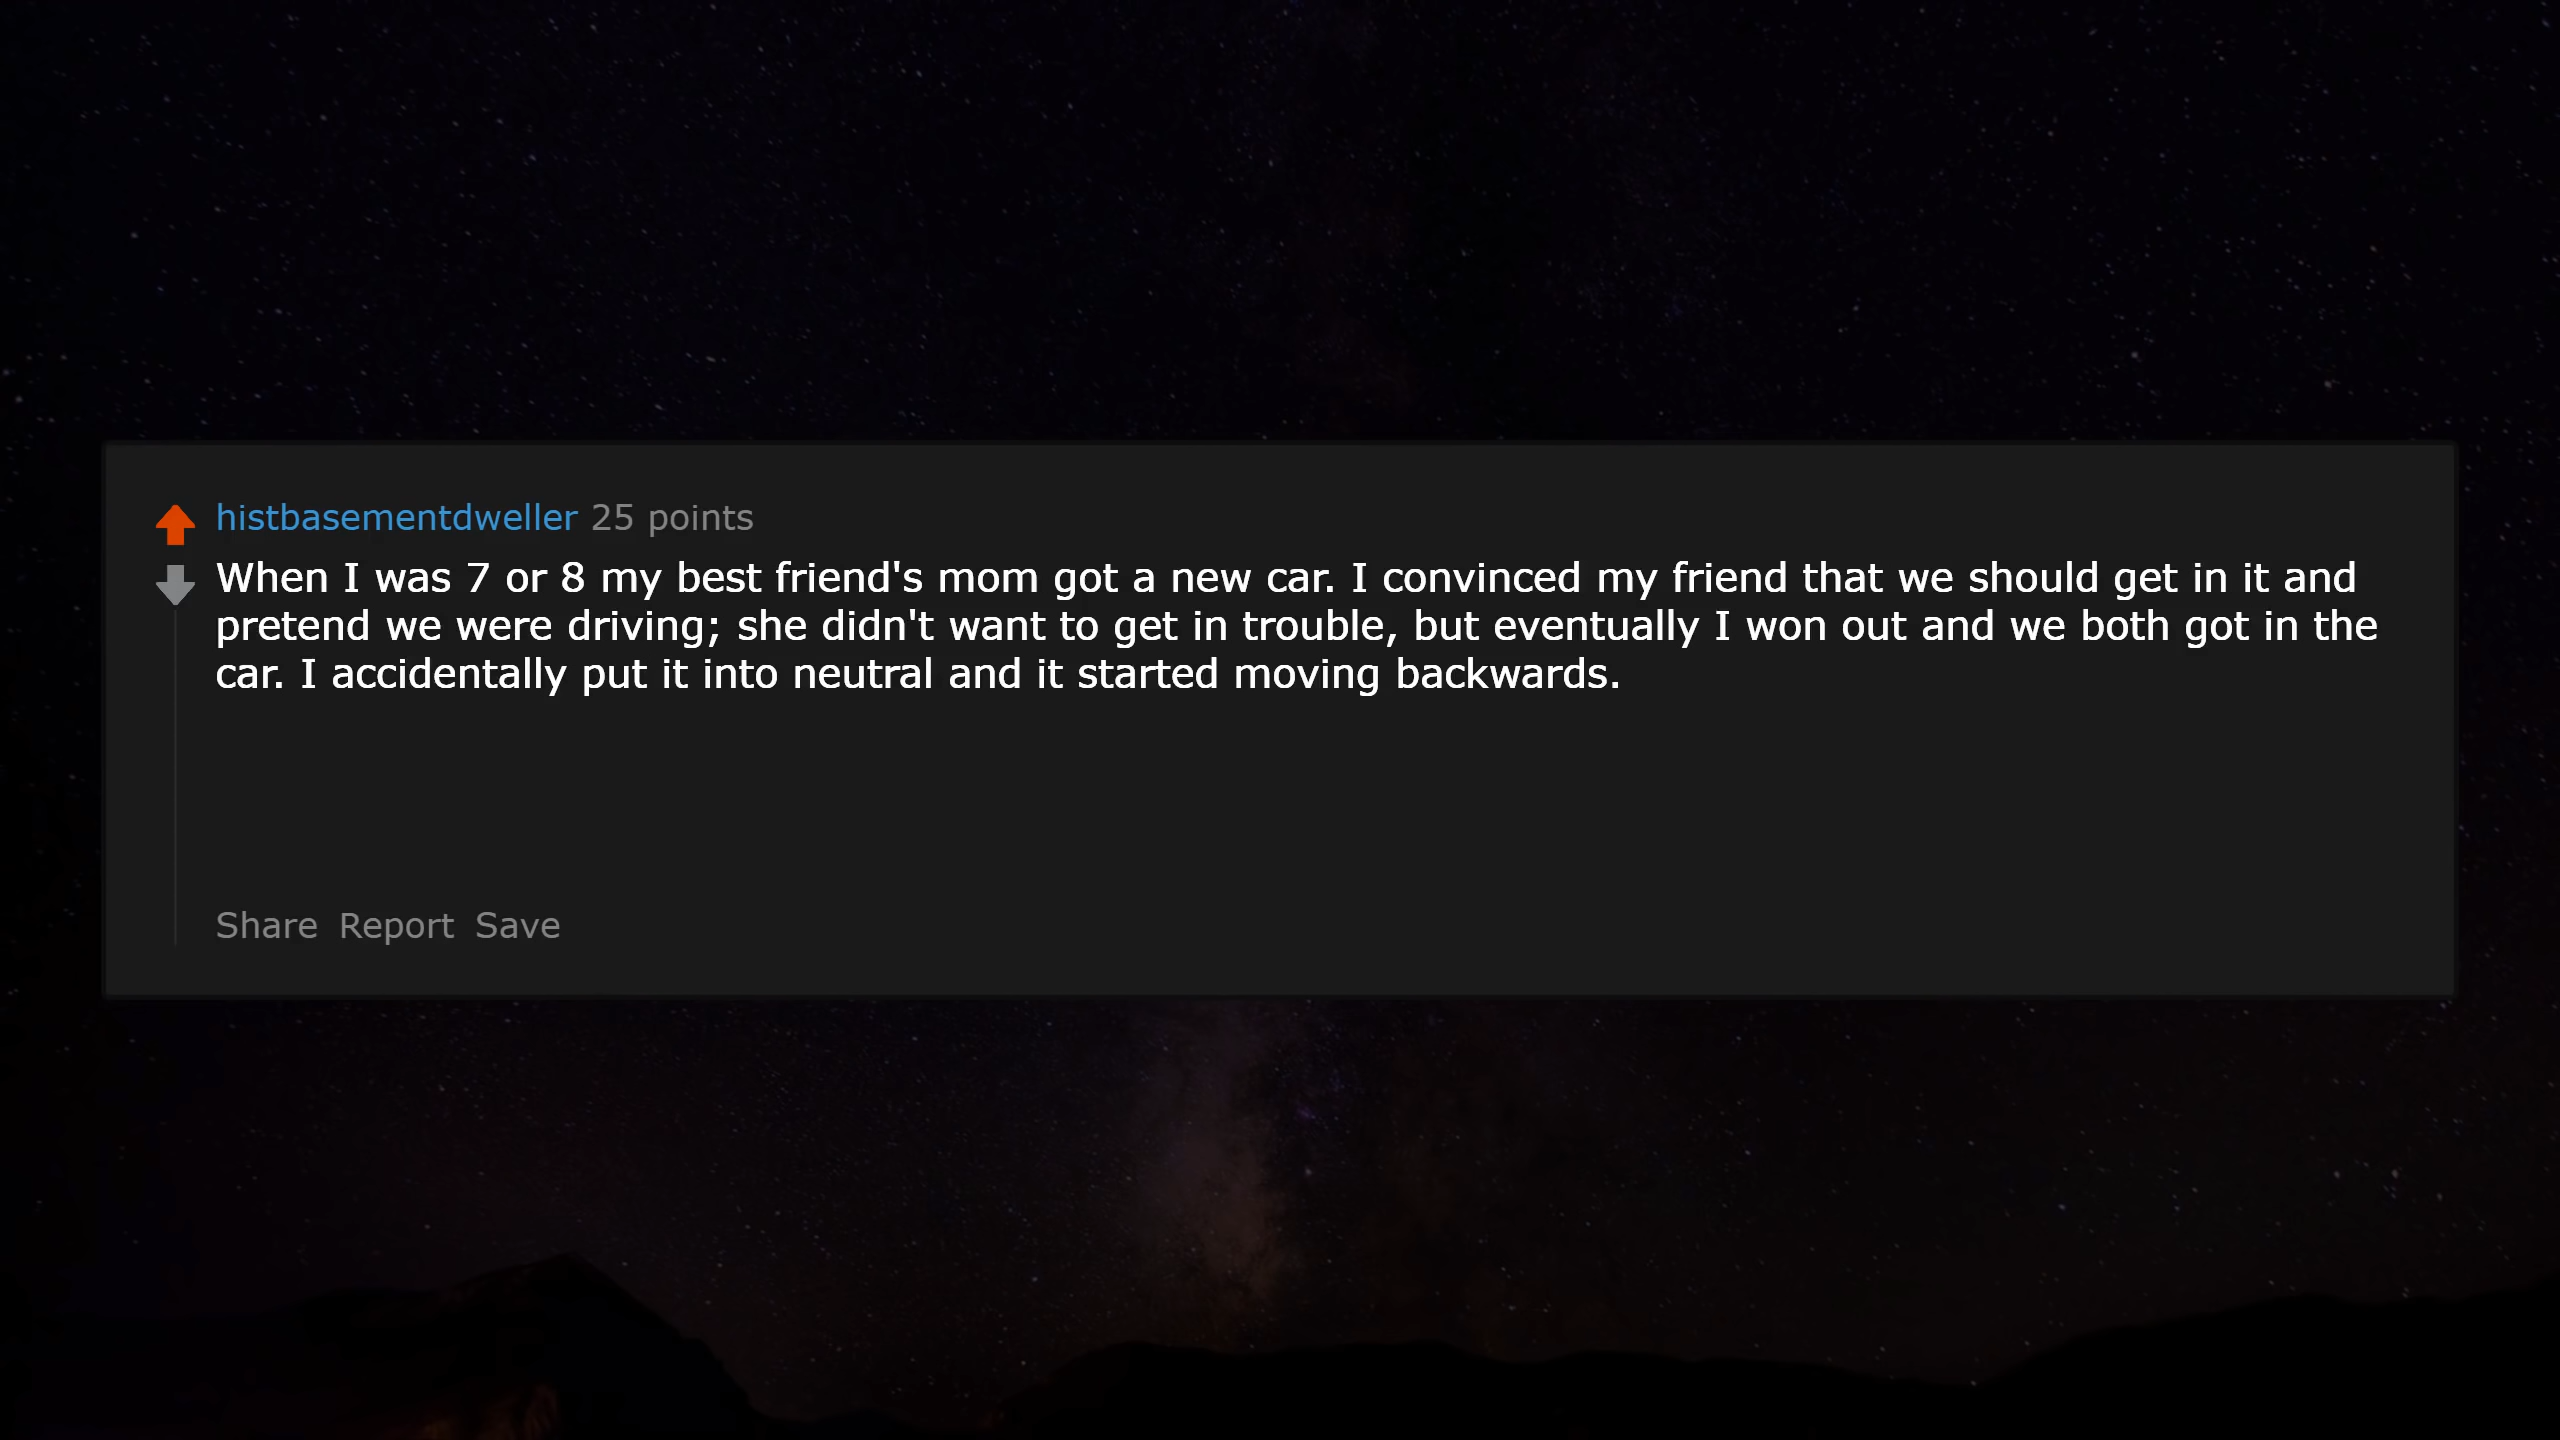 histbasementdweller 25 points
When I was 7 or 8 my best friend's mom got a new car. I convinced my friend that we should get in it and
pretend we were driving; she didn't want to get in trouble, but eventually I won out and we both got in the
car. I accidentally put it into neutral and it started moving backwards.
Share Report Save